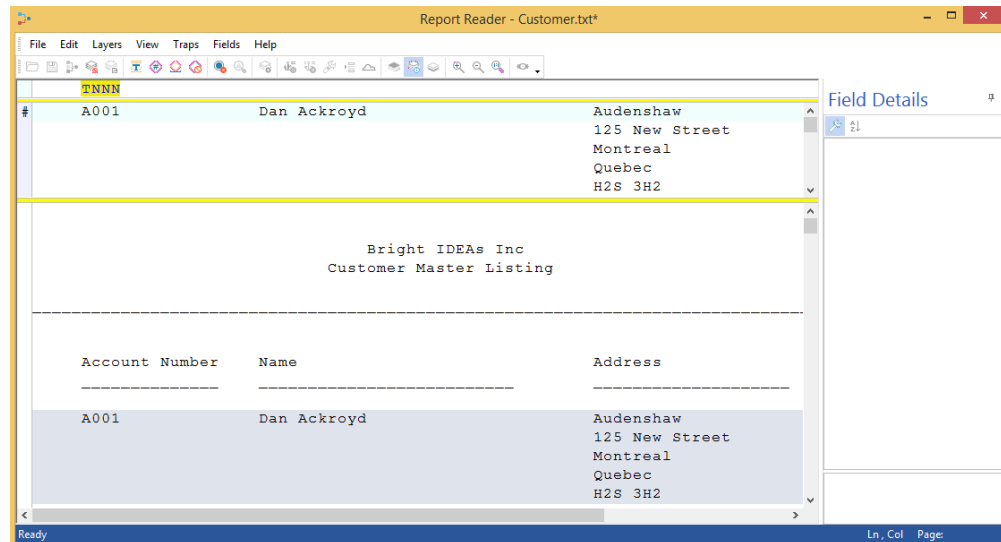 Report Reader - Customer.txt*
File Edit Layers View Traps Fields Help
TNNN
Field Details
# A001 Dan Ackroyd Audenshaw
125 New Street
Montreal
Quebec
H2S 3H2
Bright IDEAs Inc
Customer Master Listing
Account Number Name Address
A001 Dan Ackroyd Audenshaw
125 New Street
Montreal
Quebec
H2S 3H2
Ready Ln , Col Page: